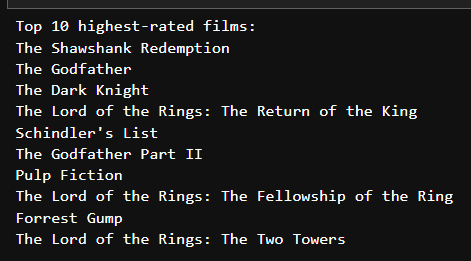 Top 10 highest-rated films:
The Shawshank Redemption
The Godfather
The Dark Knight
The Lord of the Rings: The Return of the King
Schindler's List
The Godfather Part II
Pulp Fiction
The Lord of the Rings: The Fellowship of the Ring
Forrest Gump
The Lord of the Rings: The Two Towers